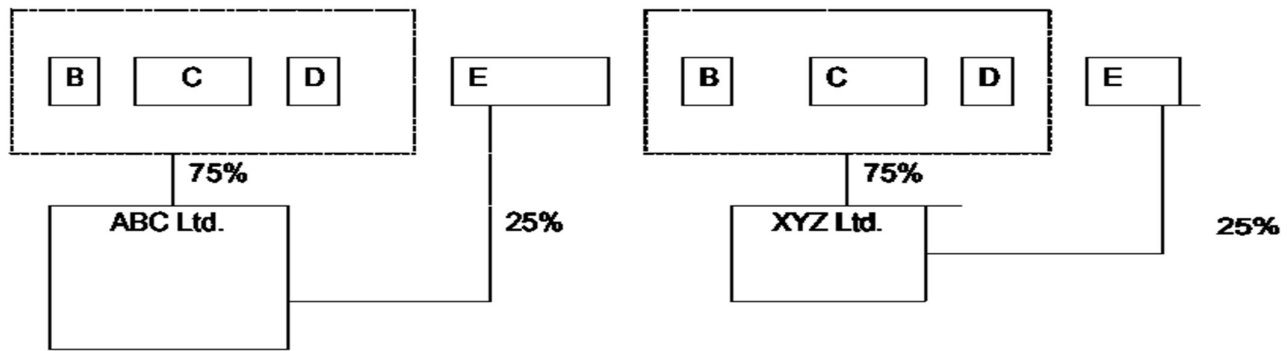 B C D E B C D E
75% 75%
ABC Ltd. 25% XYZ Ltd. 25%